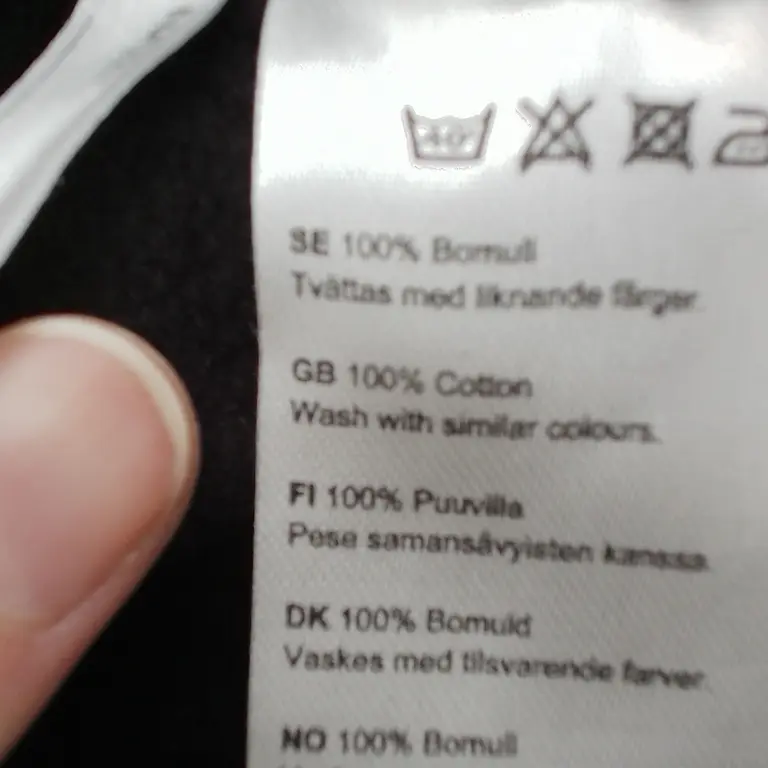 40°
SE 100% Bomull
Tvättas med liknande färger.
GB 100% Cotton
Wash with similar colours.
FI 100% Puuvilla
Pese samansävyisten kanssa.
DK 100% Bomuld
Vaskes med tilsvarende farver.
NO 100% Bomull